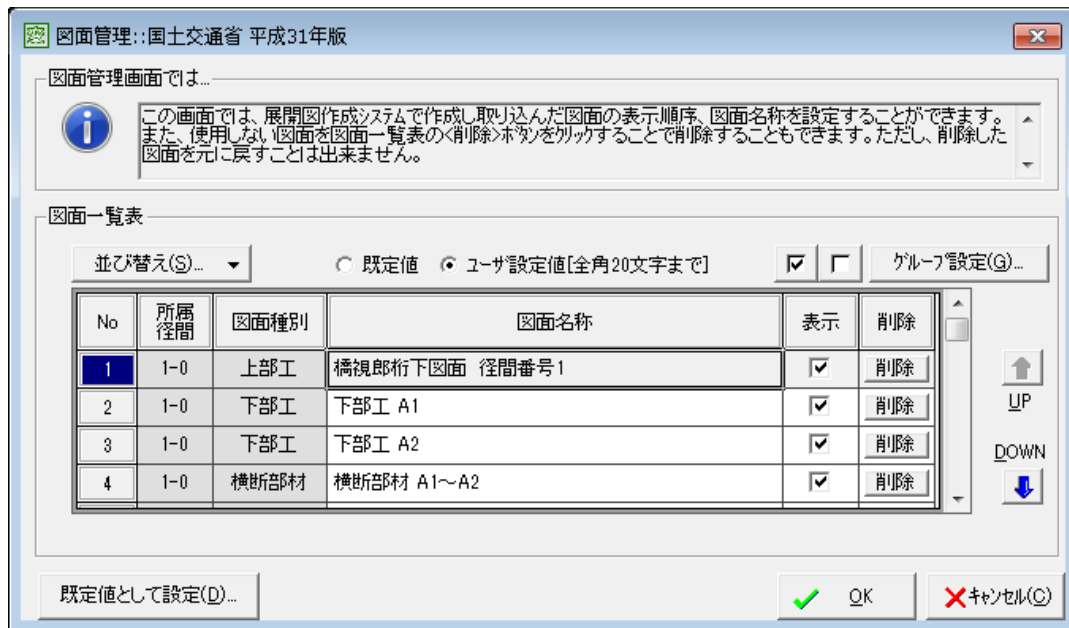 図面管理::国土交通省 平成31年版
図面管理画面では...
この画面では、展開図作成システムで作成し取り込んだ図面の表示順序、図面名称を設定することができます。
また、使用しない図面を図面一覧表の<削除>ボタンをクリックすることで削除することもできます。ただし、削除した
図面を元に戻すことは出来ません。
図面一覧表
並び替え(S)... 既定値 ユーザ設定値[全角20文字まで] グループ設定(G)...
No 所属径間 図面種別 図面名称 表示 削除
1 1-0 上部工 橋視郎桁下図面 径間番号1 削除
2 1-0 下部工 下部工 A1 削除
3 1-0 下部工 下部工 A2 削除
4 1-0 横断部材 横断部材 A1～A2 削除
UP
DOWN
既定値として設定(D)... OK キャンセル(C)